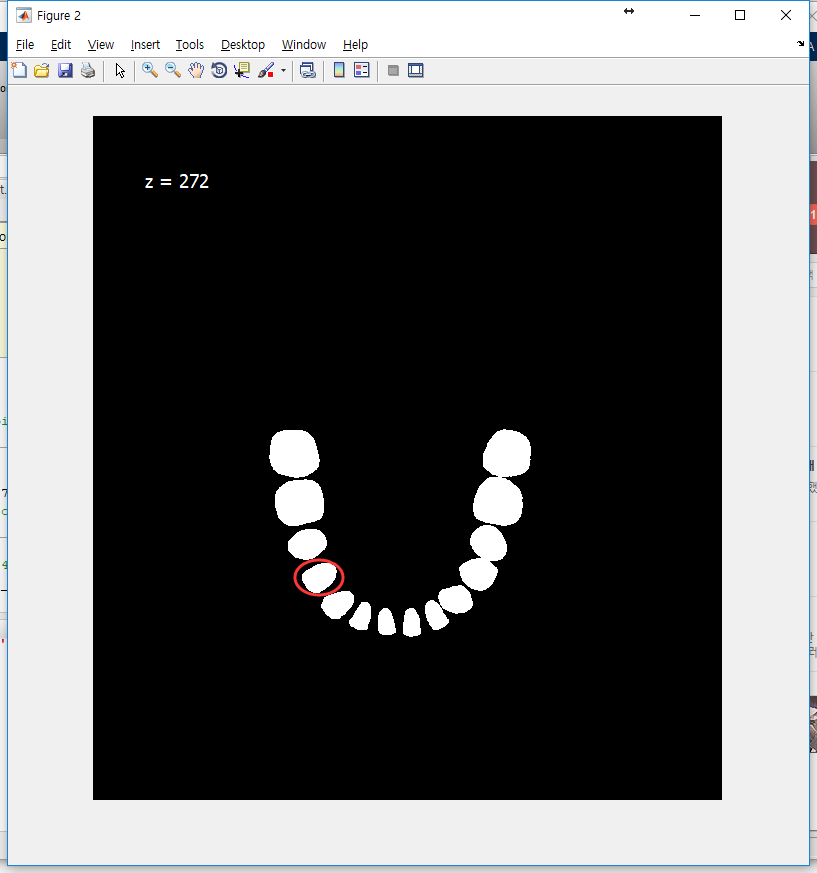 Figure 2
File Edit View Insert Tools Desktop Window Help
z = 272